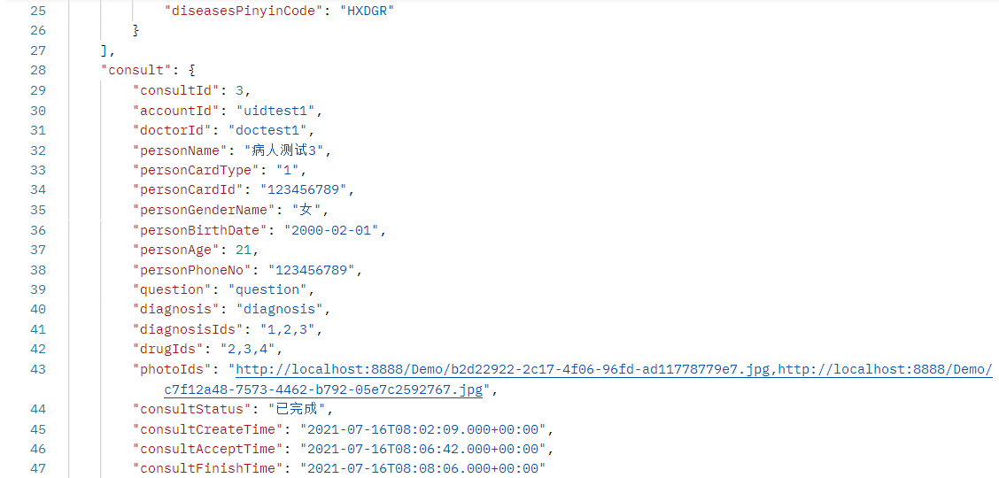 25 "diseasesPinyinCode": "HXDGR"
26 }
27 ],
28 "consult": {
29 "consultId": 3,
30 "accountId": "uidtest1",
31 "doctorId": "doctest1",
32 "personName": "病人测试3",
33 "personCardType": "1",
34 "personCardId": "123456789",
35 "personGenderName": "女",
36 "personBirthDate": "2000-02-01",
37 "personAge": 21,
38 "personPhoneNo": "123456789",
39 "question": "question",
40 "diagnosis": "diagnosis",
41 "diagnosisIds": "1,2,3",
42 "drugIds": "2,3,4",
43 "photoIds": "http://localhost:8888/Demo/b2d22922-2c17-4f06-96fd-ad11778779e7.jpg,http://localhost:8888/Demo/
c7f12a48-7573-4462-b792-05e7c2592767.jpg",
44 "consultStatus": "已完成",
45 "consultCreateTime": "2021-07-16T08:02:09.000+00:00",
46 "consultAcceptTime": "2021-07-16T08:06:42.000+00:00",
47 "consultFinishTime": "2021-07-16T08:08:06.000+00:00"